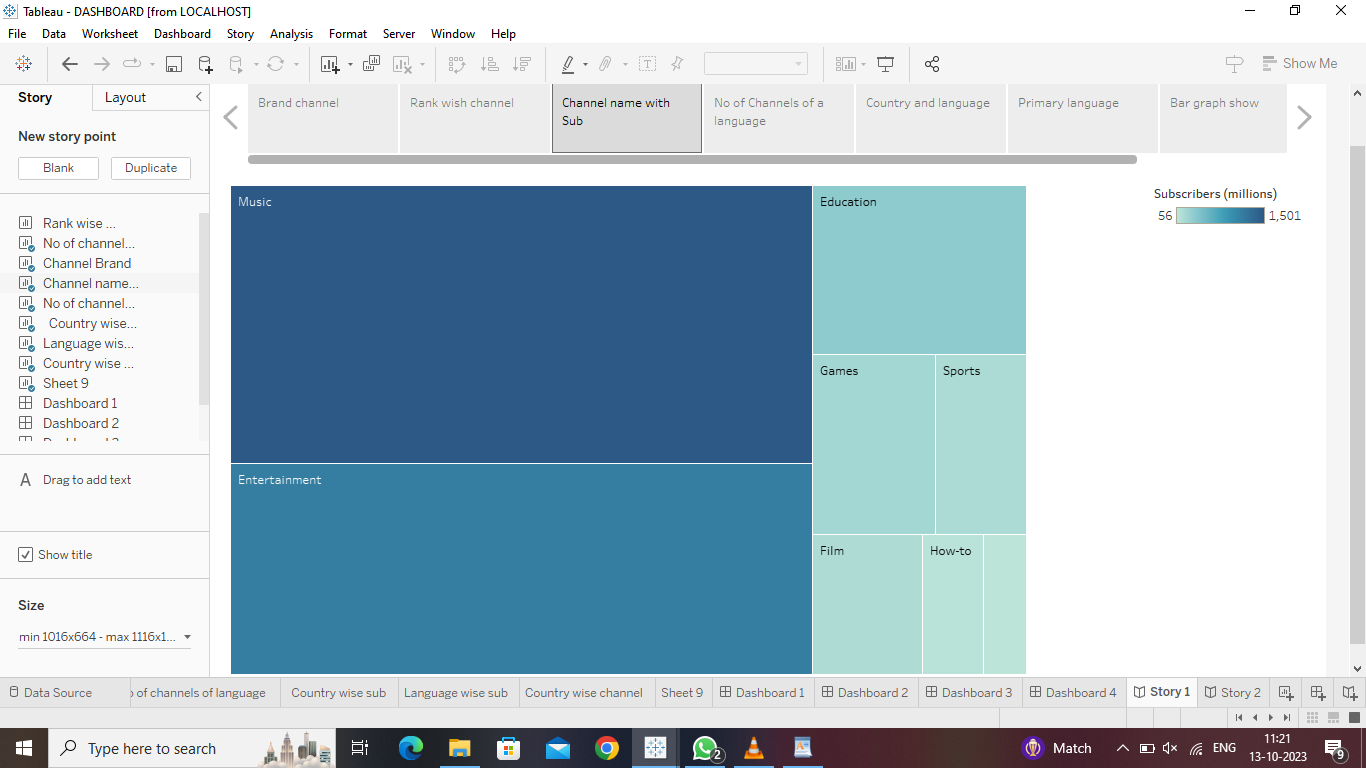 Tableau - DASHBOARD [from LOCALHOST]
File Data Worksheet Dashboard Story Analysis Format Server Window Help
Show Me
Story Layout
New story point
Blank Duplicate
Rank wise ...
No of channel...
Channel Brand
Channel name...
No of channel...
Country wise...
Language wis...
Country wise ...
Sheet 9
Dashboard 1
Dashboard 2
A Drag to add text
Show title
Size
min 1016x664 - max 1116x1...
Brand channel
Rank wish channel
Channel name with
Sub
No of Channels of a
language
Country and language
Primary language
Bar graph show
Music
Education
Games
Sports
Entertainment
Film
How-to
Subscribers (millions)
56 1,501
Data Source of channels of language Country wise sub Language wise sub Country wise channel Sheet 9 Dashboard 1 Dashboard 2 Dashboard 3 Dashboard 4 Story 1 Story 2
Type here to search
2
Match
ENG
11:21
13-10-2023
9